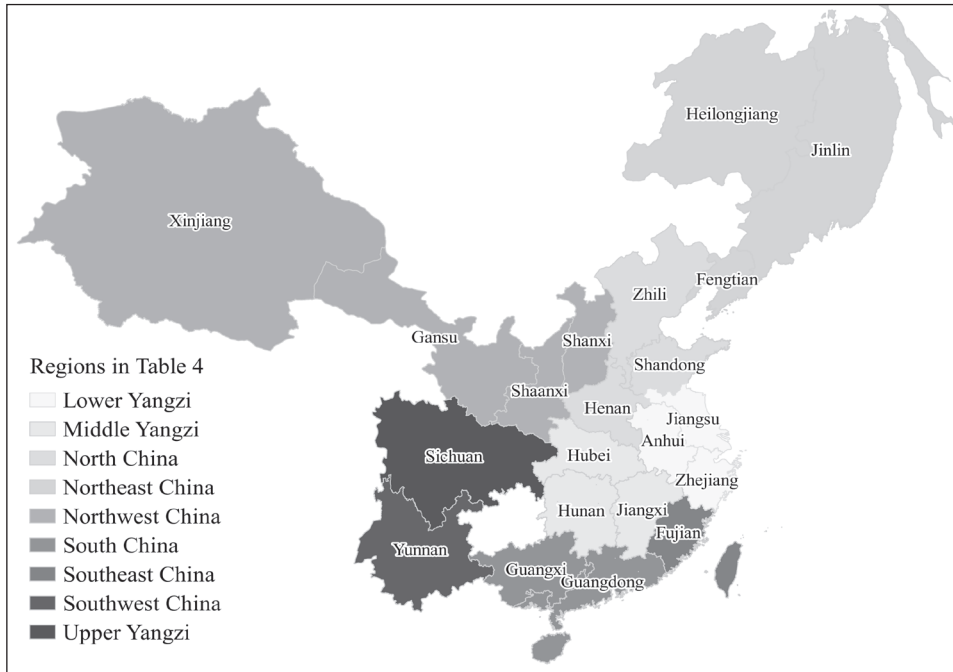 Heilongjiang
Jinlin
Xinjiang
Fengtian
Zhili
Gansu
Shanxi
Shandong
Shaanxi
Henan
Jiangsu
Anhui
Sichuan
Hubei
Zhejiang
Hunan
Jiangxi
Fujian
Yunnan
Guangxi
Guangdong
Regions in Table 4
Lower Yangzi
Middle Yangzi
North China
Northeast China
Northwest China
South China
Southeast China
Southwest China
Upper Yangzi